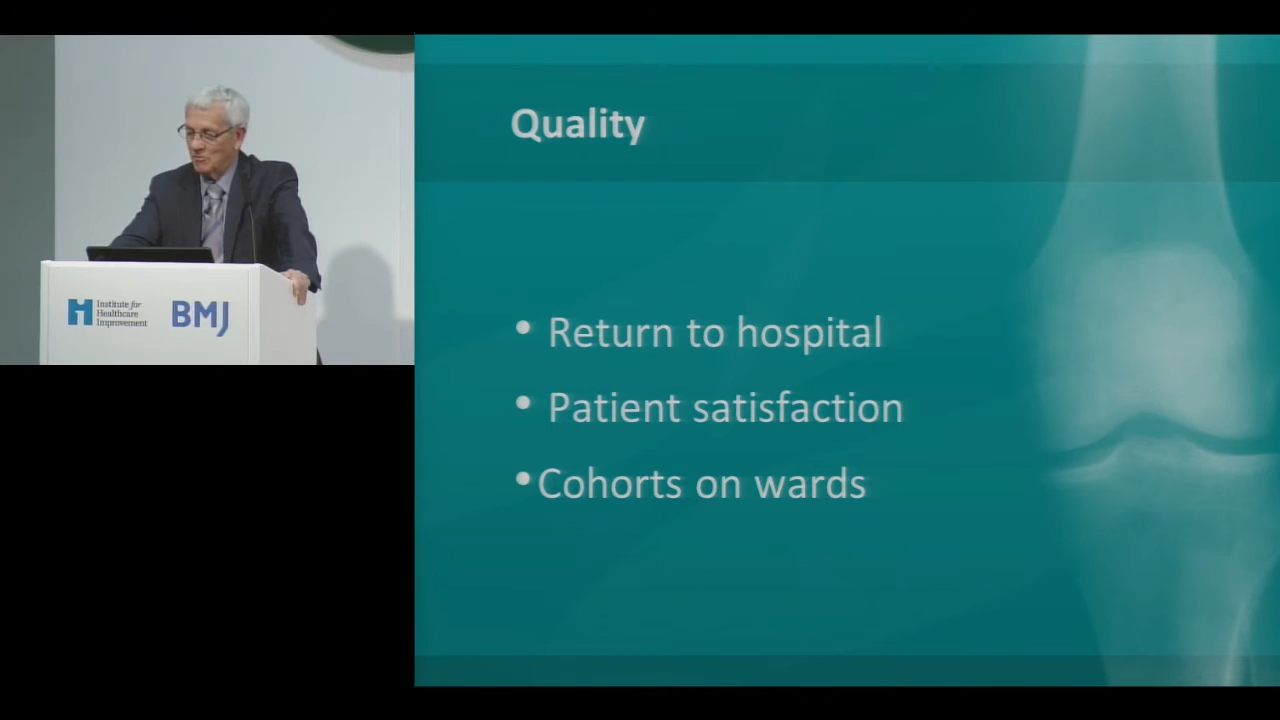 Institute for
Healthcare
Improvement
BMJ
Quality
• Return to hospital
• Patient satisfaction
• Cohorts on wards